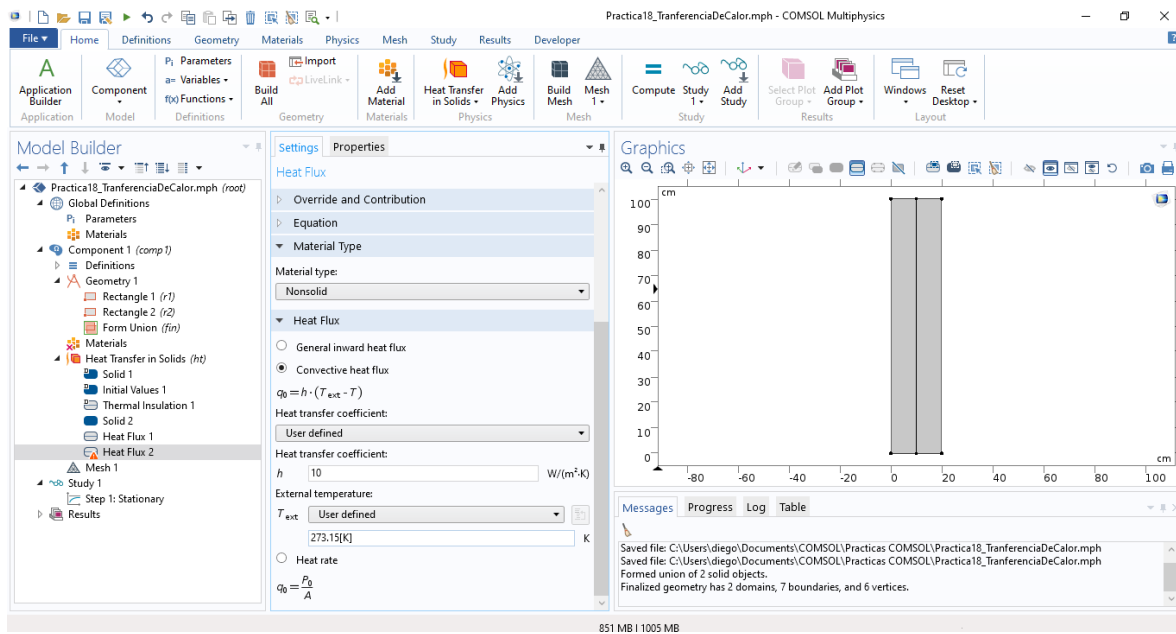 Practica18_TranferenciaDeCalor.mph - COMSOL Multiphysics
File Home Definitions Geometry Materials Physics Mesh Study Results Developer
Application Builder
Application
Component
Model
Pi Parameters
a= Variables
f(x) Functions
Definitions
Build All
Import
LiveLink
Geometry
Add Material
Materials
Heat Transfer in Solids
Add Physics
Physics
Build Mesh
Mesh 1
Mesh
Compute
Study 1
Add Study
Study
Select Plot Group
Add Plot Group
Results
Windows
Reset Desktop
Layout
Model Builder
Practica18_TranferenciaDeCalor.mph (root)
Global Definitions
Pi Parameters
Materials
Component 1 (comp1)
Definitions
Geometry 1
Rectangle 1 (r1)
Rectangle 2 (r2)
Form Union (fin)
Materials
Heat Transfer in Solids (ht)
Solid 1
Initial Values 1
Thermal Insulation 1
Solid 2
Heat Flux 1
Heat Flux 2
Mesh 1
Study 1
Step 1: Stationary
Results
Settings Properties
Heat Flux
Override and Contribution
Equation
Material Type
Material type:
Nonsolid
Heat Flux
General inward heat flux
Convective heat flux
q0=h·(Text-T)
Heat transfer coefficient:
User defined
Heat transfer coefficient:
h 10 W/(m²·K)
External temperature:
Text User defined
273.15[K] K
Heat rate
q0=P0/A
Graphics
cm
100
90
80
70
60
50
40
30
20
10
0
cm
-80 -60 -40 -20 0 20 40 60 80 100
Messages Progress Log Table
Saved file: C:\Users\diego\Documents\COMSOL\Practicas COMSOL\Practica18_TranferenciaDeCalor.mph
Saved file: C:\Users\diego\Documents\COMSOL\Practicas COMSOL\Practica18_TranferenciaDeCalor.mph
Formed union of 2 solid objects.
Finalized geometry has 2 domains, 7 boundaries, and 6 vertices.
851 MB | 1005 MB